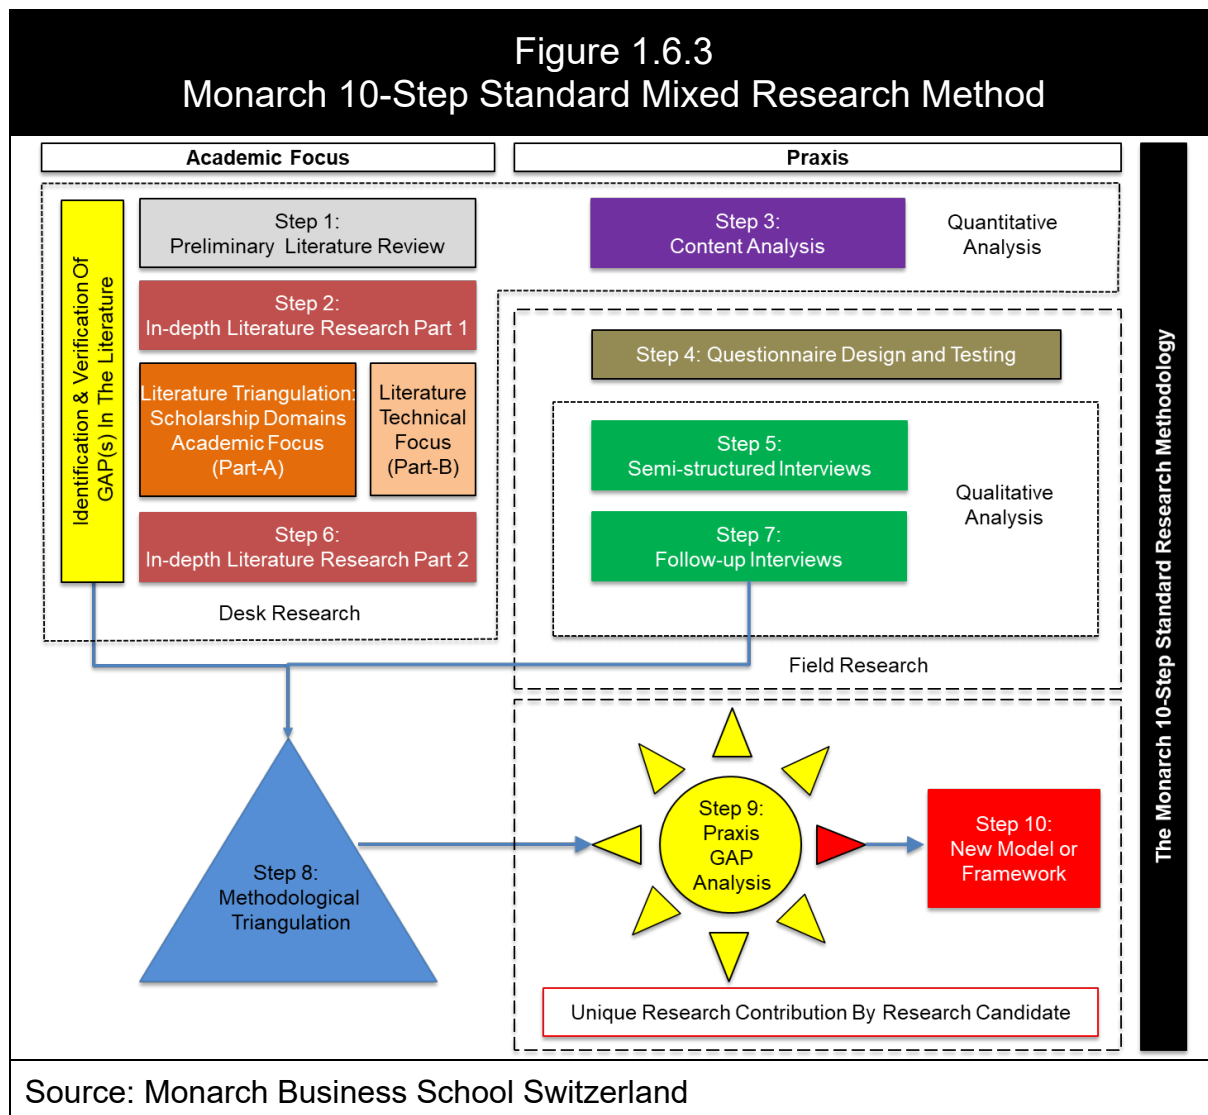 Figure 1.6.3
Monarch 10-Step Standard Mixed Research Method
Academic Focus
Praxis
Identification & Verification Of
GAP(s) In The Literature
Step 1:
Preliminary Literature Review
Step 2:
In-depth Literature Research Part 1
Literature Triangulation:
Scholarship Domains
Academic Focus
(Part-A)
Literature
Technical
Focus
(Part-B)
Step 6:
In-depth Literature Research Part 2
Desk Research
Step 3:
Content Analysis
Quantitative
Analysis
Step 4: Questionnaire Design and Testing
Step 5:
Semi-structured Interviews
Step 7:
Follow-up Interviews
Qualitative
Analysis
Field Research
Step 8:
Methodological
Triangulation
Step 9:
Praxis
GAP
Analysis
Step 10:
New Model or
Framework
Unique Research Contribution By Research Candidate
The Monarch 10-Step Standard Research Methodology
Source: Monarch Business School Switzerland